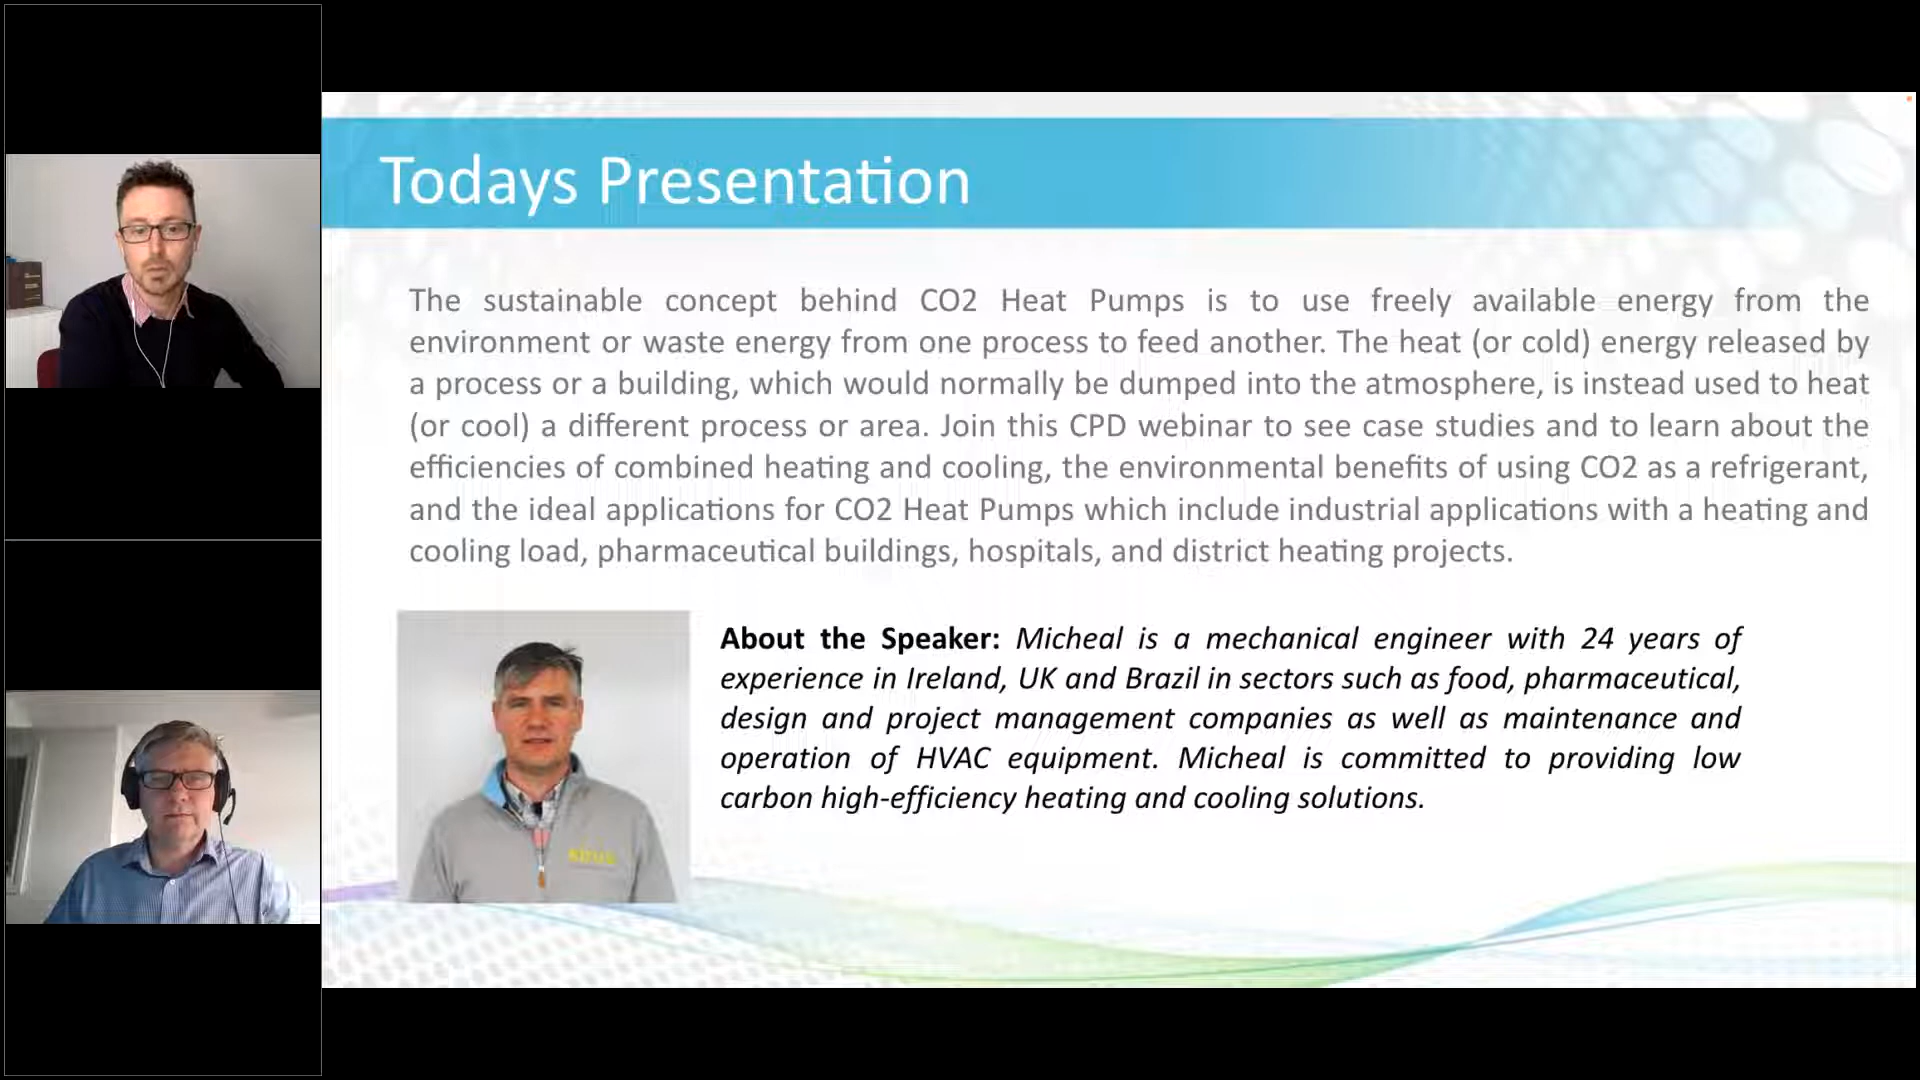 Todays Presentation
The sustainable concept behind CO2 Heat Pumps is to use freely available energy from the
environment or waste energy from one process to feed another. The heat (or cold) energy released by
a process or a building, which would normally be dumped into the atmosphere, is instead used to heat
(or cool) a different process or area. Join this CPD webinar to see case studies and to learn about the
efficiencies of combined heating and cooling, the environmental benefits of using CO2 as a refrigerant,
and the ideal applications for CO2 Heat Pumps which include industrial applications with a heating and
cooling load, pharmaceutical buildings, hospitals, and district heating projects.
About the Speaker: Micheal is a mechanical engineer with 24 years of
experience in Ireland, UK and Brazil in sectors such as food, pharmaceutical,
design and project management companies as well as maintenance and
operation of HVAC equipment. Micheal is committed to providing low
carbon high-efficiency heating and cooling solutions.